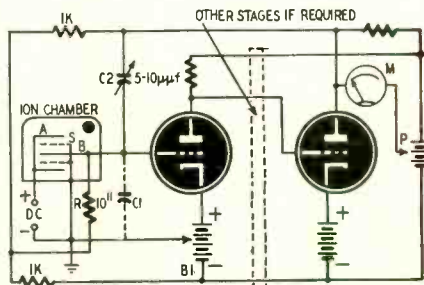 OTHER STAGES IF REQUIRED
1K
C2
5-10μμf
M
ION CHAMBER
A
S
B
P
+
DC
-
R
10¹¹
C1
+
-
B1
+
-
1K